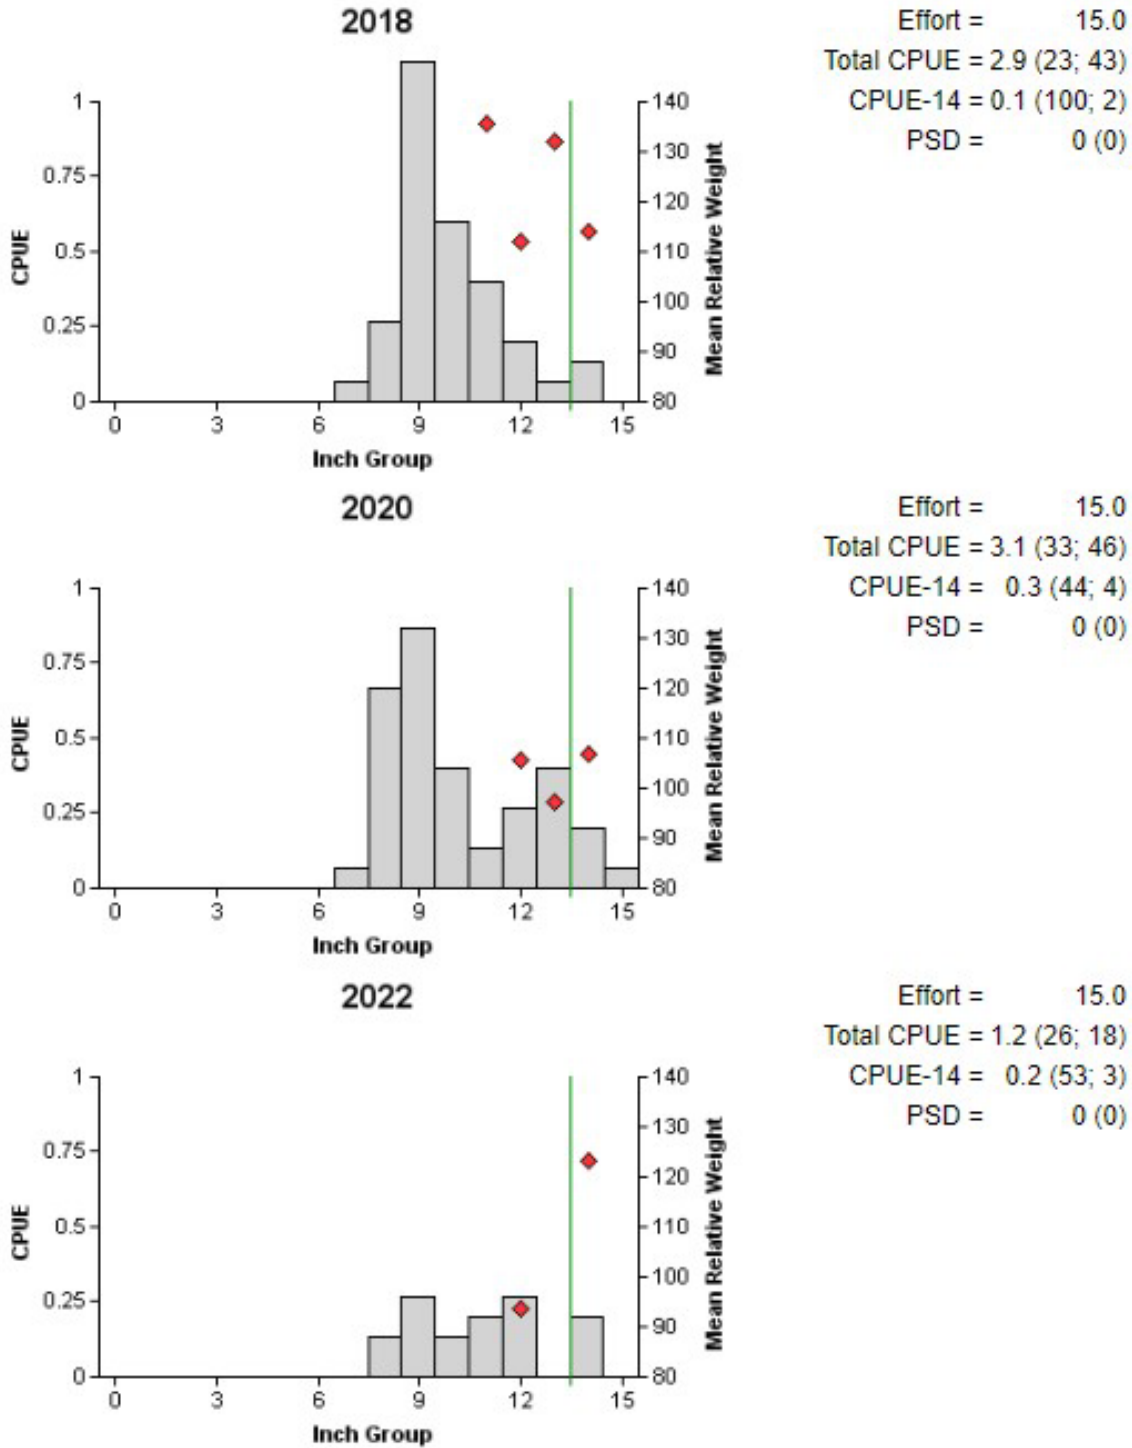 2018
Effort = 15.0
Total CPUE = 2.9 (23; 43)
CPUE-14 = 0.1 (100; 2)
PSD = 0 (0)
1
0.75
0.5
0.25
0
CPUE
140
130
120
110
100
90
80
Mean Relative Weight
0 3 6 9 12 15
Inch Group
2020
Effort = 15.0
Total CPUE = 3.1 (33; 46)
CPUE-14 = 0.3 (44; 4)
PSD = 0 (0)
1
0.75
0.5
0.25
0
CPUE
140
130
120
110
100
90
80
Mean Relative Weight
0 3 6 9 12 15
Inch Group
2022
Effort = 15.0
Total CPUE = 1.2 (26; 18)
CPUE-14 = 0.2 (53; 3)
PSD = 0 (0)
1
0.75
0.5
0.25
0
CPUE
140
130
120
110
100
90
80
Mean Relative Weight
0 3 6 9 12 15
Inch Group